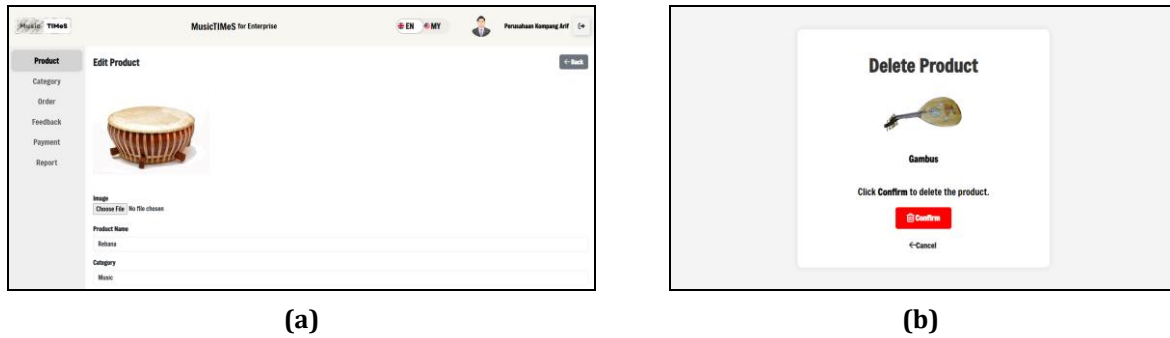 Music TIMeS
MusicTIMeS for Enterprise
EN MY
Perusahaan Kompang Arif
Product
Category
Order
Feedback
Payment
Report
Edit Product
← Back
Image
Choose File No file chosen
Product Name
Rebana
Category
Music
(a)
Delete Product
Gambus
Click Confirm to delete the product.
Confirm
←Cancel
(b)